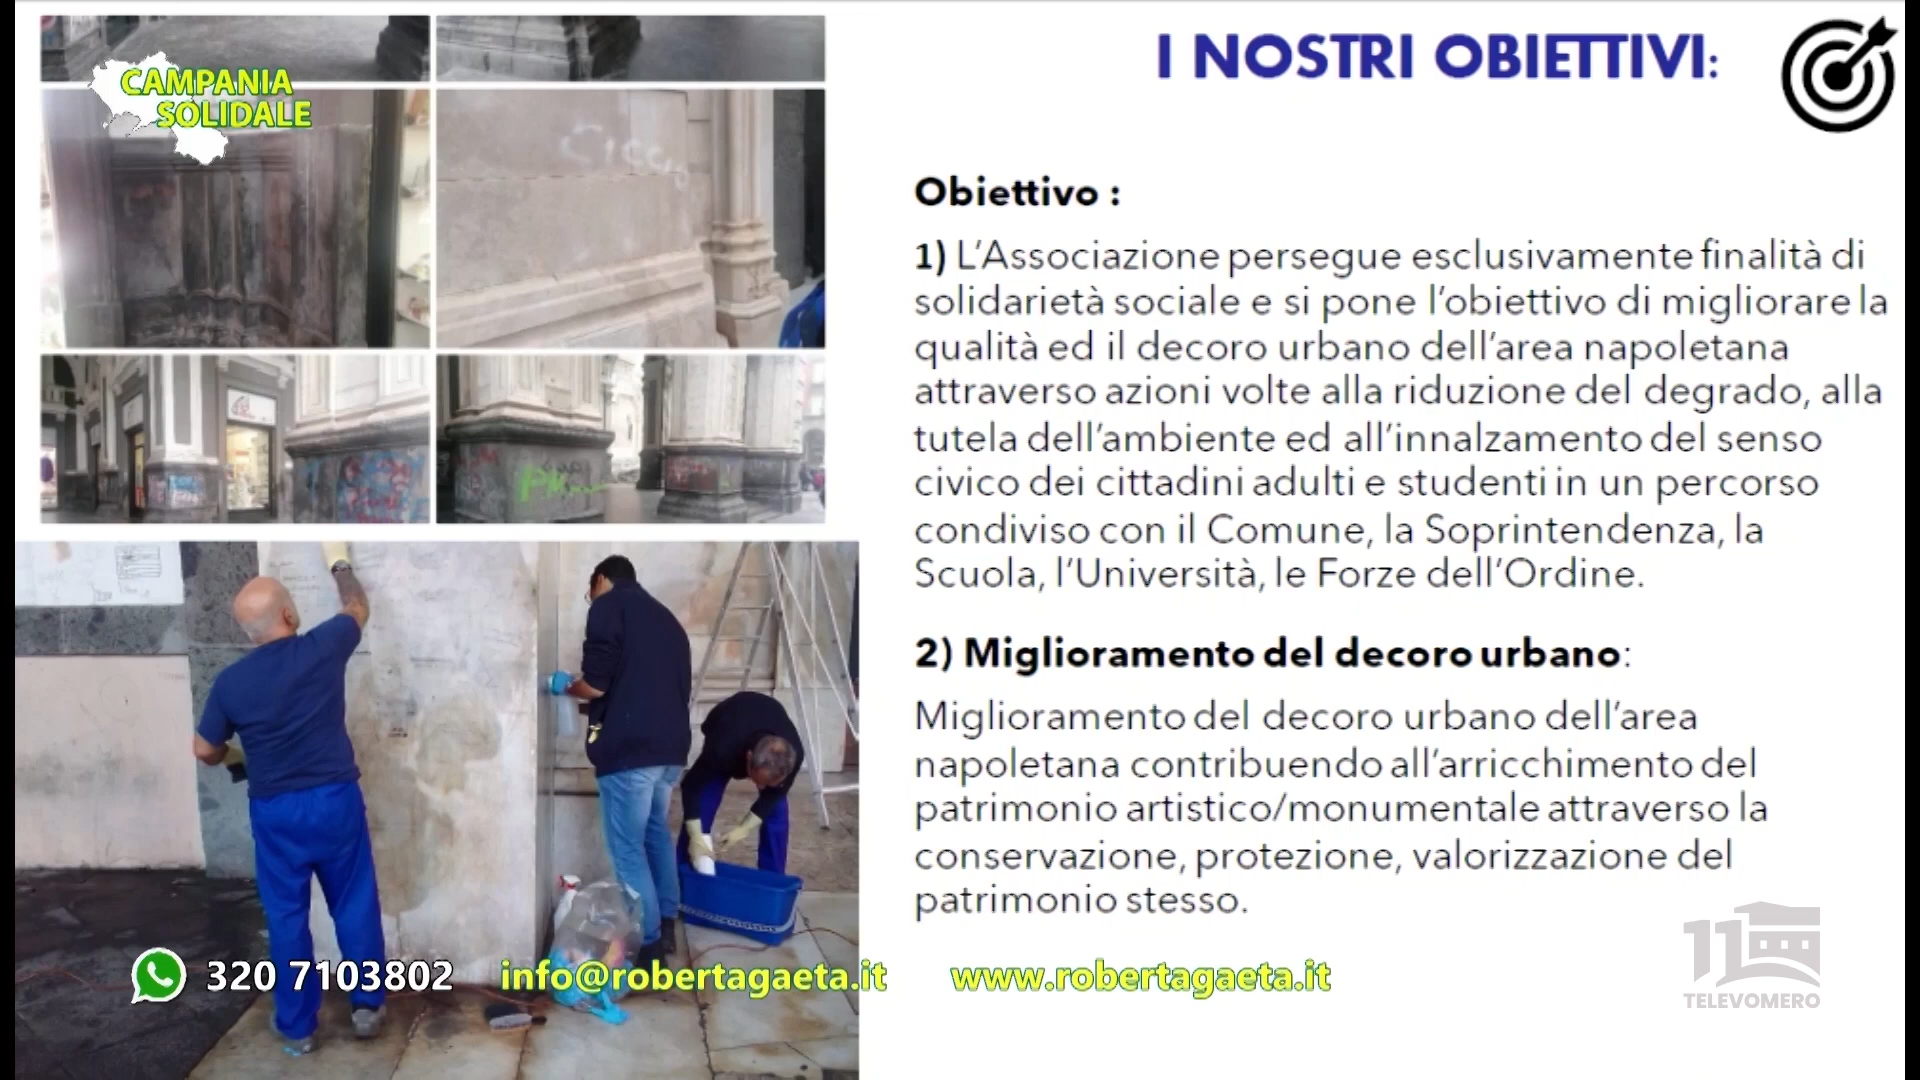 CAMPANIA
SOLIDALE
I NOSTRI OBIETTIVI:
Obiettivo :
1) L'Associazione persegue esclusivamente finalità di
solidarietà sociale e si pone l'obiettivo di migliorare la
qualità ed il decoro urbano dell'area napoletana
attraverso azioni volte alla riduzione del degrado, alla
tutela dell'ambiente ed all'innalzamento del senso
civico dei cittadini adulti e studenti in un percorso
condiviso con il Comune, la Soprintendenza, la
Scuola, l'Università, le Forze dell'Ordine.
2) Miglioramento del decoro urbano:
Miglioramento del decoro urbano dell'area
napoletana contribuendo all'arricchimento del
patrimonio artistico/monumentale attraverso la
conservazione, protezione, valorizzazione del
patrimonio stesso.
320 7103802 info@robertagaeta.it www.robertagaeta.it
11
TELEVOMERO